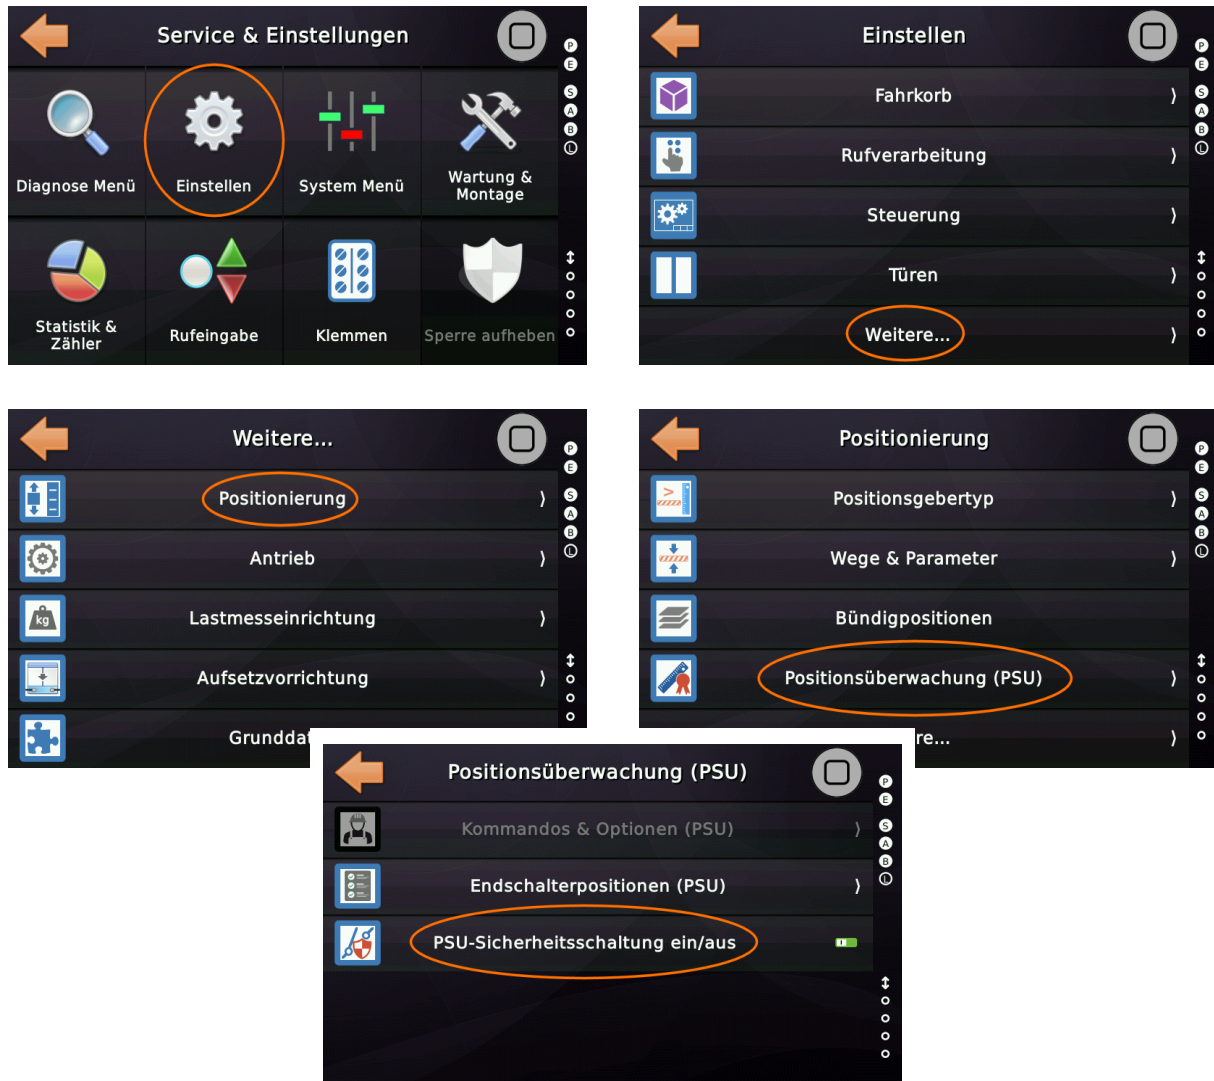 Service & Einstellungen
Diagnose Menü
Einstellen
System Menü
Wartung &
Montage
Statistik &
Zähler
Rufeingabe
Klemmen
Sperre aufheben
P
E
S
A
B
L
Einstellen
Fahrkorb
Rufverarbeitung
Steuerung
Türen
Weitere...
P
E
S
A
B
L
Weitere...
Positionierung
Antrieb
kg
Lastmesseinrichtung
Aufsetzvorrichtung
P
E
S
A
B
L
Positionierung
Positionsgebertyp
Wege & Parameter
Bündigpositionen
Positionsüberwachung (PSU)
re...
P
E
S
A
B
L
Positionsüberwachung (PSU)
Kommandos & Optionen (PSU)
Endschalterpositionen (PSU)
PSU-Sicherheitsschaltung ein/aus
P
E
S
A
B
L